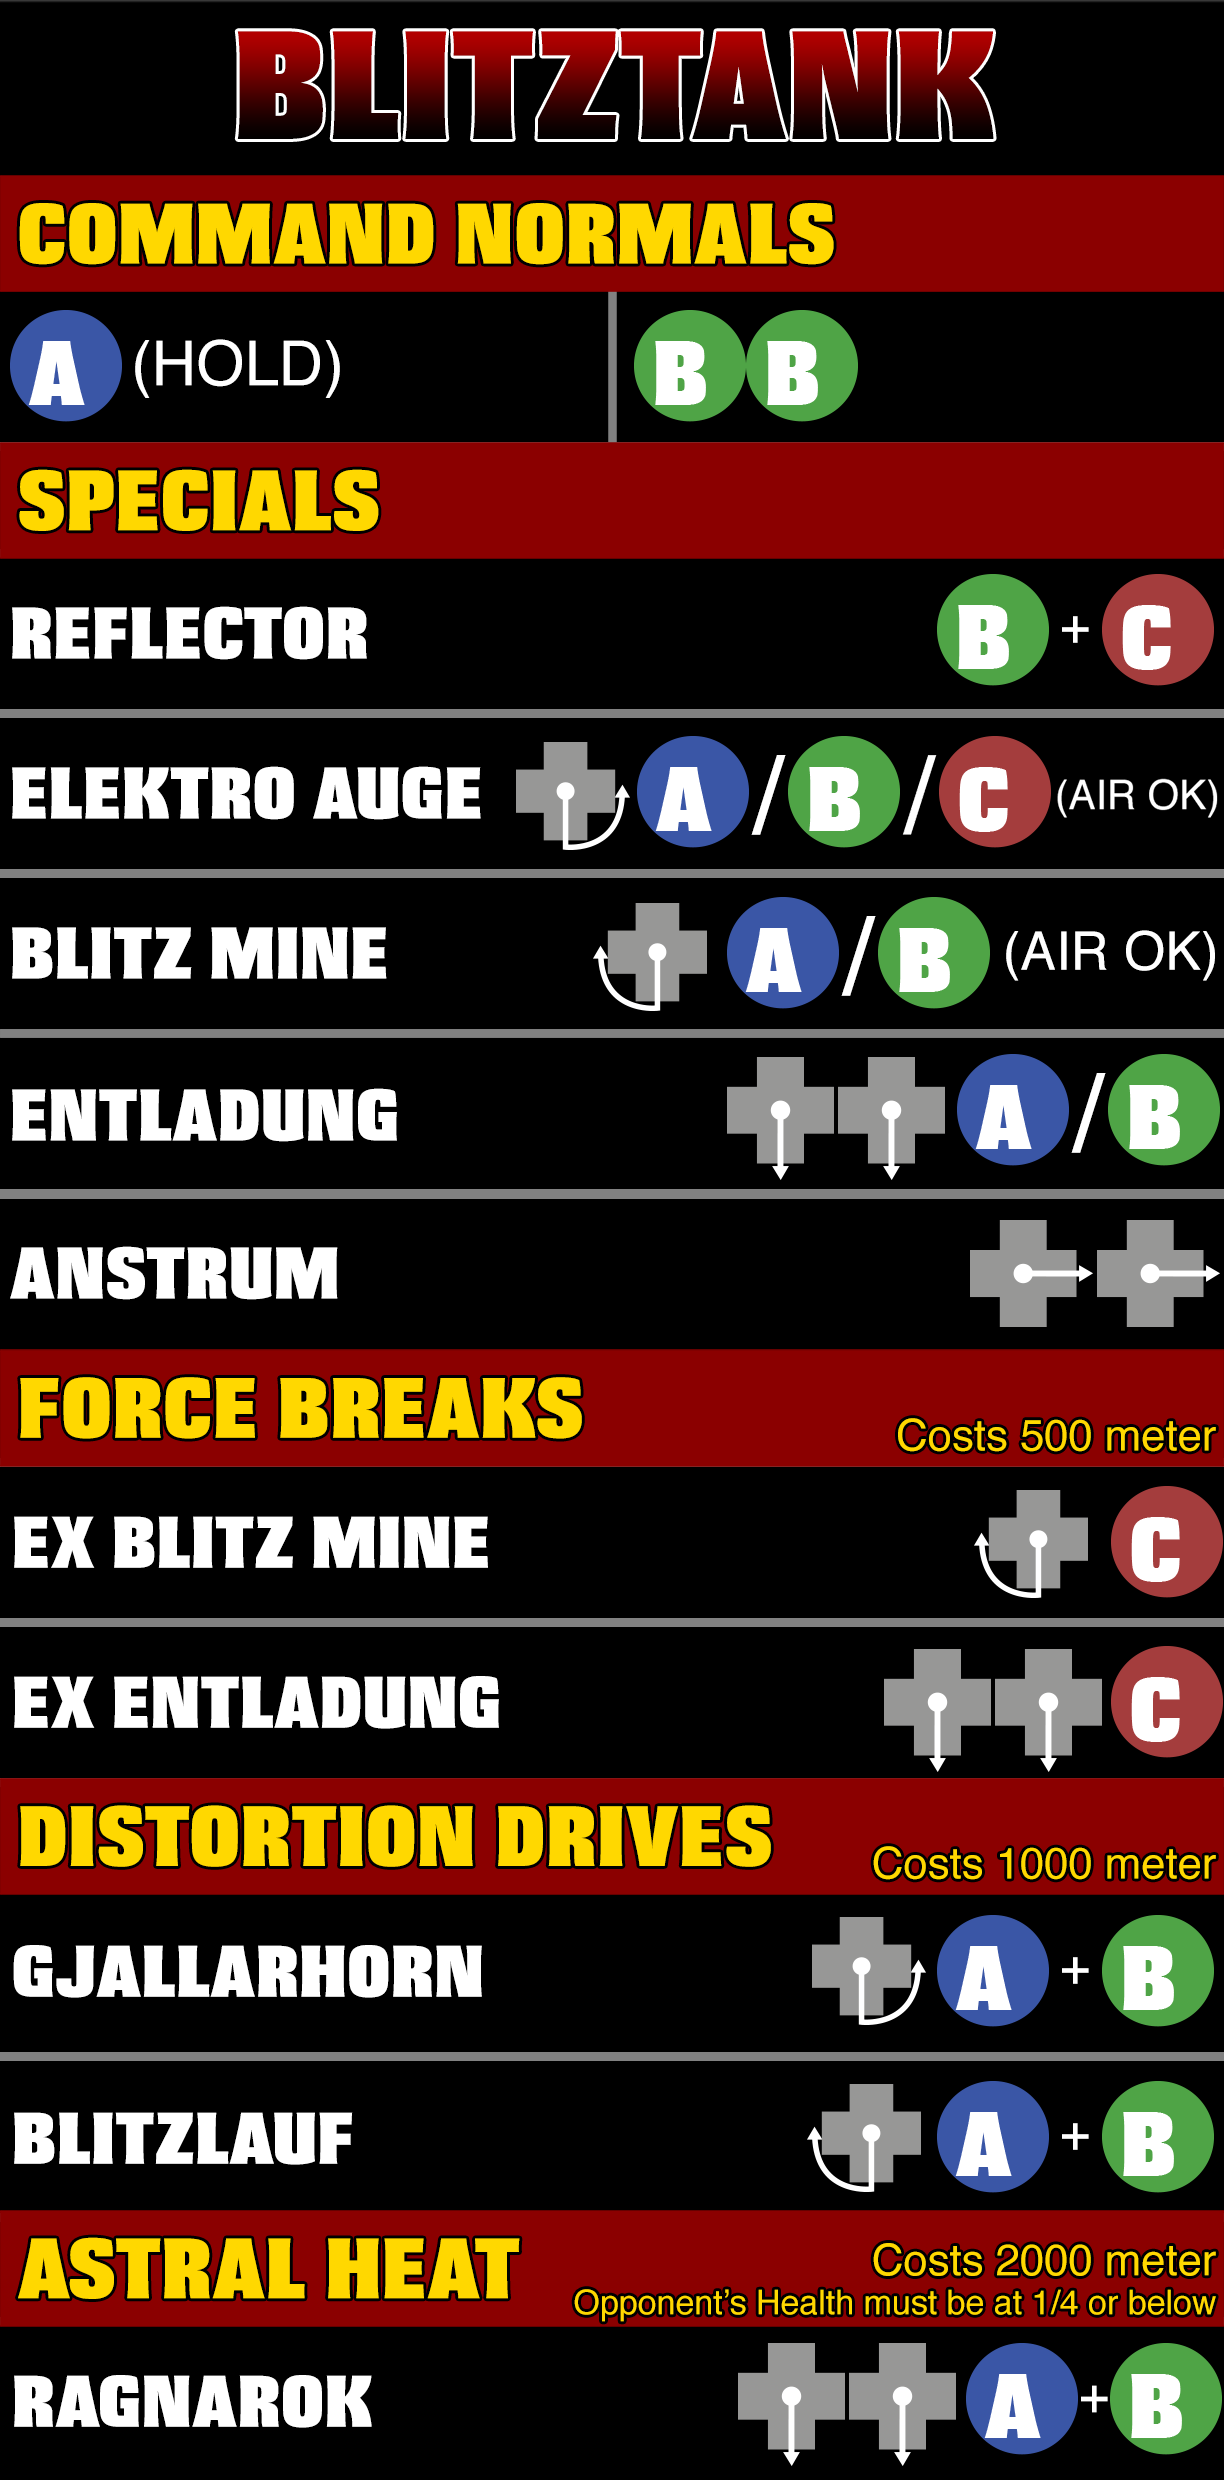 BLITZTANK
COMMAND NORMALS
A (HOLD) BB
SPECIALS
REFLECTOR B + C
ELEKTRO AUGE A / B / C (AIR OK)
BLITZ MINE A / B (AIR OK)
ENTLADUNG A / B
ANSTRUM
FORCE BREAKS Costs 500 meter
EX BLITZ MINE C
EX ENTLADUNG C
DISTORTION DRIVES Costs 1000 meter
GJALLARHORN A + B
BLITZLAUF A + B
ASTRAL HEAT Costs 2000 meter
Opponent's Health must be at 1/4 or below
RAGNAROK A + B